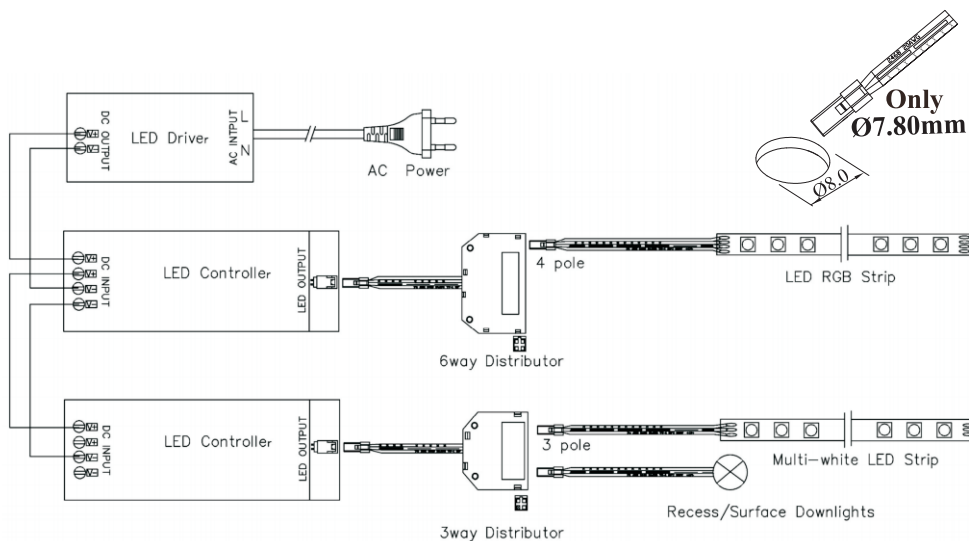 Only
Ø7.80mm
Ø8.0
DC OUTPUT
LED Driver
AC INTPUT
L
N
AC Power
DC INPUT
LED Controller
LED OUTPUT
4 pole
LED RGB Strip
6way Distributor
DC INPUT
LED Controller
LED OUTPUT
3 pole
Multi-white LED Strip
Recess/Surface Downlights
3way Distributor